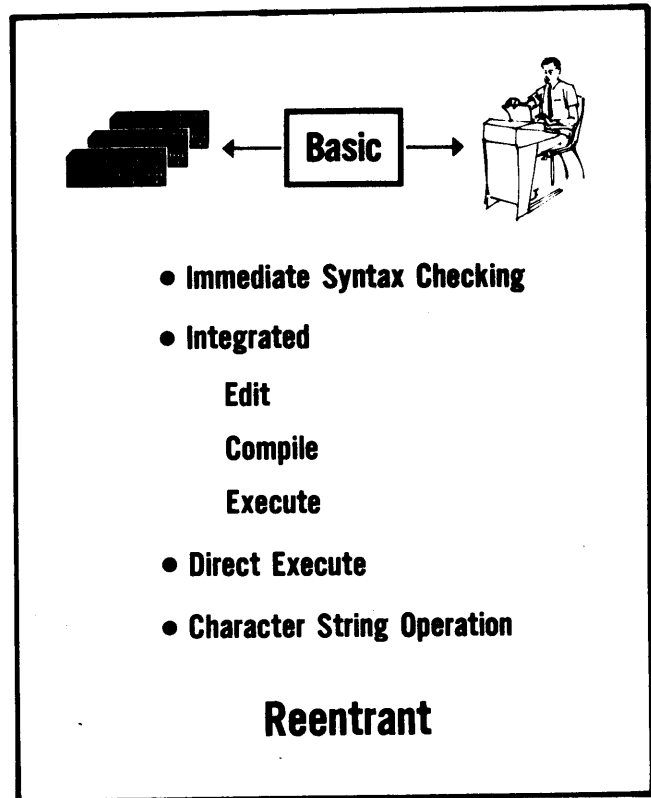 Basic
• Immediate Syntax Checking
• Integrated
Edit
Compile
Execute
• Direct Execute
• Character String Operation
Reentrant